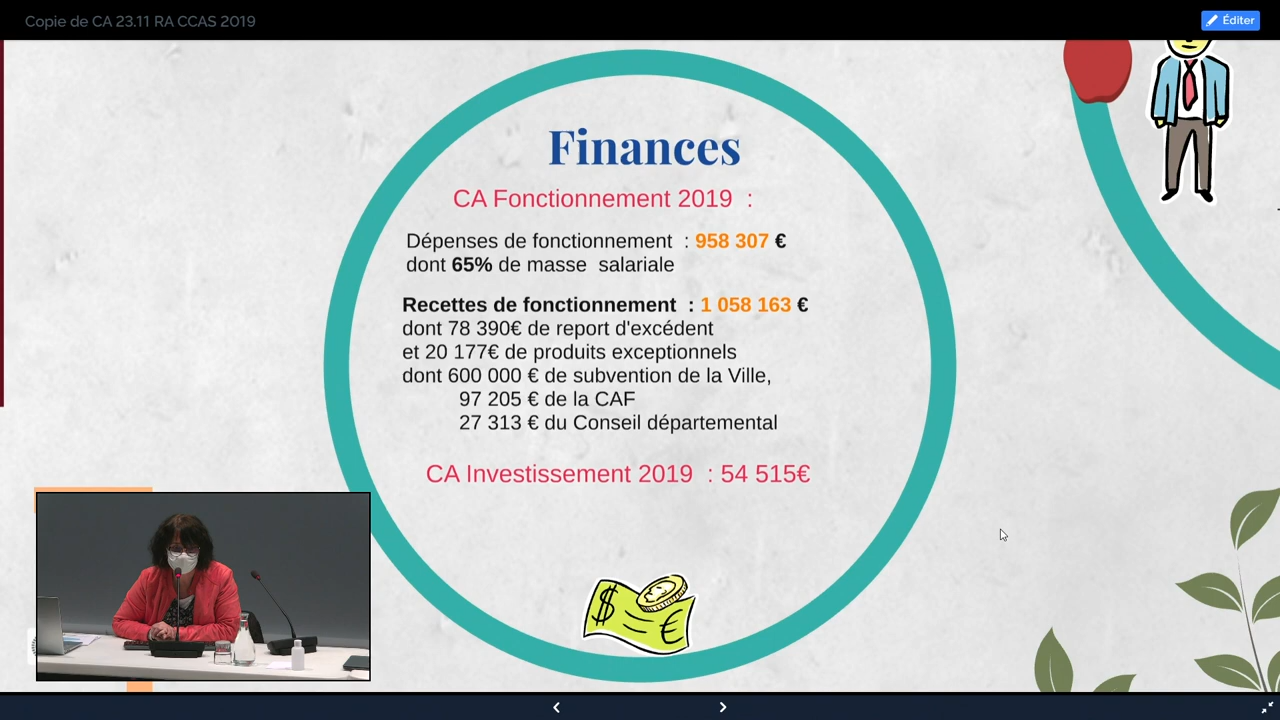 Copie de CA 23.11 RA CCAS 2019
Éditer
Finances
CA Fonctionnement 2019 :
Dépenses de fonctionnement : 958 307 €
dont 65% de masse salariale
Recettes de fonctionnement : 1 058 163 €
dont 78 390€ de report d'excédent
et 20 177€ de produits exceptionnels
dont 600 000 € de subvention de la Ville,
97 205 € de la CAF
27 313 € du Conseil départemental
CA Investissement 2019 : 54 515€
$ €